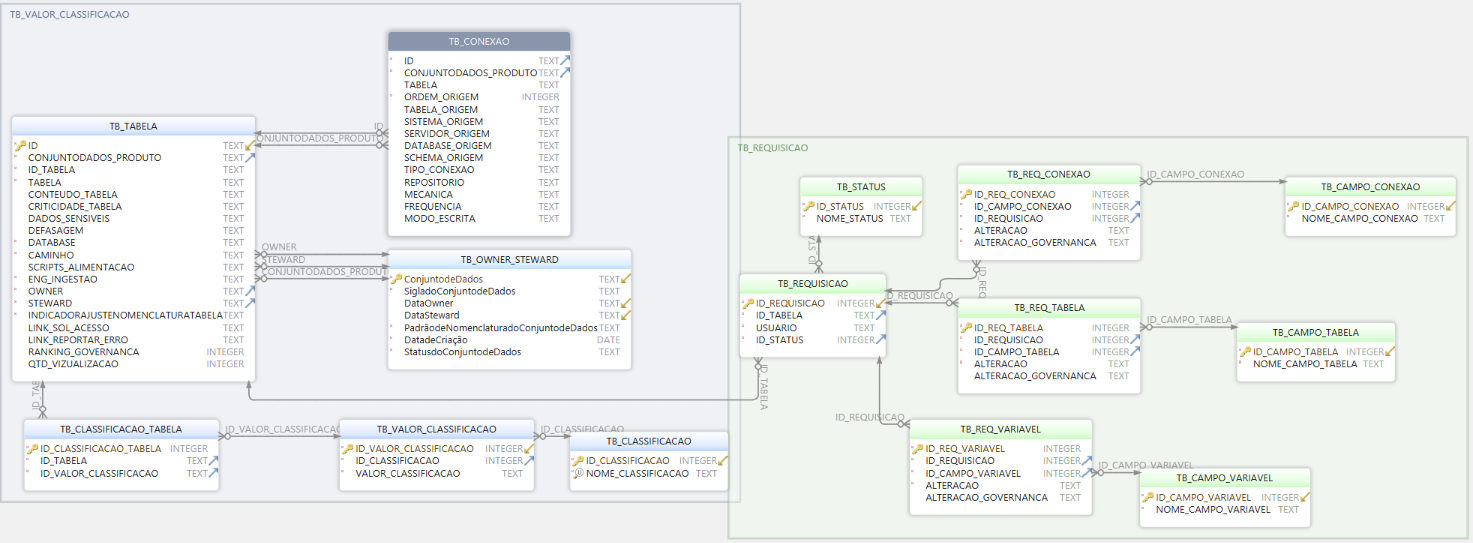 TB_VALOR_CLASSIFICACAO
TB_CONEXAO
ID TEXT
CONJUNTODADOS_PRODUTO TEXT
TABELA TEXT
ORDEM_ORIGEM INTEGER
TABELA_ORIGEM TEXT
SISTEMA_ORIGEM TEXT
SERVIDOR_ORIGEM TEXT
DATABASE_ORIGEM TEXT
SCHEMA_ORIGEM TEXT
TIPO_CONEXAO TEXT
REPOSITORIO TEXT
MECANICA TEXT
FREQUENCIA TEXT
MODO_ESCRITA TEXT
TB_TABELA
ID TEXT
CONJUNTODADOS_PRODUTO TEXT
ID_TABELA TEXT
TABELA TEXT
CONTEUDO_TABELA TEXT
CRITICIDADE_TABELA TEXT
DADOS_SENSIVEIS TEXT
DEFASAGEM TEXT
DATABASE TEXT
CAMINHO TEXT
SCRIPTS_ALIMENTACAO TEXT
ENG_INGESTAO TEXT
OWNER TEXT
STEWARD TEXT
INDICADORAJUSTENOMENCLATURATABELA TEXT
LINK_SOL_ACESSO TEXT
LINK_REPORTAR_ERRO TEXT
RANKING_GOVERNANCA INTEGER
QTD_VIZUALIZACAO INTEGER
ID
ONJUNTODADOS_PRODUTO
OWNER
STEWARD
CONJUNTODADOS_PRODUT
TB_OWNER_STEWARD
ConjuntodeDados TEXT
SigladoConjuntodeDados TEXT
DataOwner TEXT
DataSteward TEXT
PadrãodeNomenclaturadoConjuntodeDados TEXT
DatadeCriação DATE
StatusdoConjuntodeDados TEXT
ID_TAB
TB_CLASSIFICACAO_TABELA
ID_CLASSIFICACAO_TABELA INTEGER
ID_TABELA TEXT
ID_VALOR_CLASSIFICACAO TEXT
ID_VALOR_CLASSIFICAC
TB_VALOR_CLASSIFICACAO
ID_VALOR_CLASSIFICACAO INTEGER
ID_CLASSIFICACAO INTEGER
VALOR_CLASSIFICACAO TEXT
ID_CLASSIFICACAO
TB_CLASSIFICACAO
ID_CLASSIFICACAO INTEGER
NOME_CLASSIFICACAO TEXT
TB_REQUISICAO
TB_STATUS
ID_STATUS INTEGER
NOME_STATUS TEXT
ID_STA
TB_REQUISICAO
ID_REQUISICAO INTEGER
ID_TABELA TEXT
USUARIO TEXT
ID_STATUS INTEGER
ID_TABELA
TB_REQ_CONEXAO
ID_REQ_CONEXAO INTEGER
ID_CAMPO_CONEXAO INTEGER
ID_REQUISICAO INTEGER
ALTERACAO TEXT
ALTERACAO_GOVERNANCA TEXT
ID_CAMPO_CONEXAO
TB_CAMPO_CONEXAO
ID_CAMPO_CONEXAO INTEGER
NOME_CAMPO_CONEXAO TEXT
ID_REQ
D_REQUISICAO
TB_REQ_TABELA
ID_REQ_TABELA INTEGER
ID_REQUISICAO INTEGER
ID_CAMPO_TABELA INTEGER
ALTERACAO TEXT
ALTERACAO_GOVERNANCA TEXT
ID_CAMPO_TABELA
TB_CAMPO_TABELA
ID_CAMPO_TABELA INTEGER
NOME_CAMPO_TABELA TEXT
ID_REQUISICAO
TB_REQ_VARIAVEL
ID_REQ_VARIAVEL INTEGER
ID_REQUISICAO INTEGER
ID_CAMPO_VARIAVEL INTEGER
ALTERACAO TEXT
ALTERACAO_GOVERNANCA TEXT
ID_CAMPO_VARIAVEL
TB_CAMPO_VARIAVEL
ID_CAMPO_VARIAVEL INTEGER
NOME_CAMPO_VARIAVEL TEXT